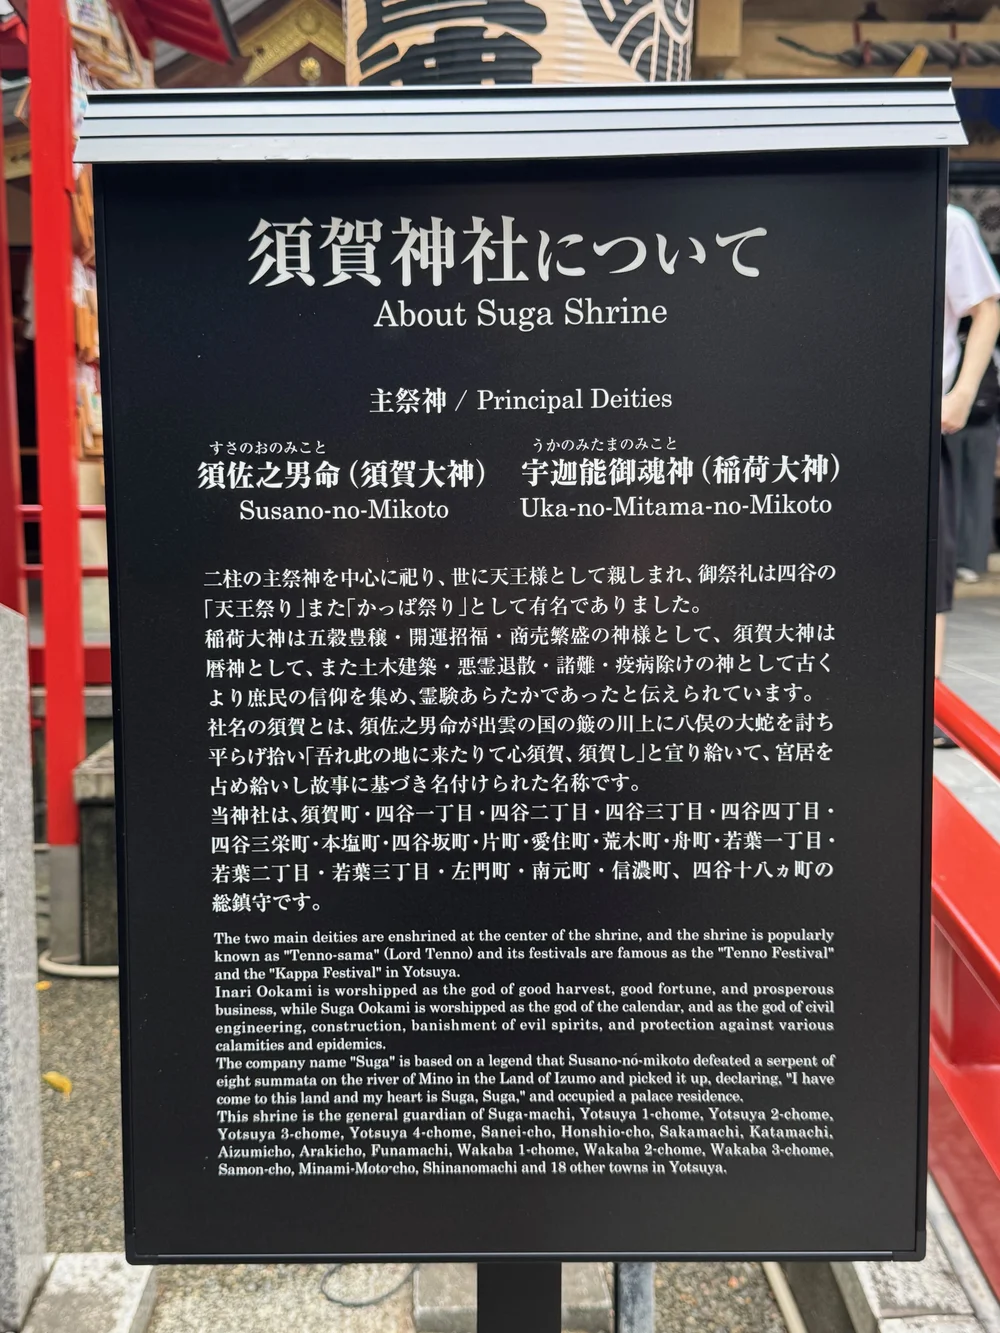 須賀神社について
About Suga Shrine
主祭神 / Principal Deities
すさのおのみこと
須佐之男命(須賀大神)
Susano-no-Mikoto
うかのみたまのみこと
宇迦能御魂神(稲荷大神)
Uka-no-Mitama-no-Mikoto
二柱の主祭神を中心に祀り、世に天王様として親しまれ、御祭礼は四谷の
「天王祭り」また「かっぱ祭り」として有名でありました。
稲荷大神は五穀豊穣・開運招福・商売繁盛の神様として、須賀大神は
暦神として、また土木建築・悪霊退散・諸難・疫病除けの神として古く
より庶民の信仰を集め、霊験あらたかであったと伝えられています。
社名の須賀とは、須佐之男命が出雲の国の簸の川上に八俣の大蛇を討ち
平らげ拾い「吾れ此の地に来たりて心須賀、須賀し」と宣り給いて、宮居を
占め給いし故事に基づき名付けられた名称です。
当神社は、須賀町・四谷一丁目・四谷二丁目・四谷三丁目・四谷四丁目・
四谷三栄町・本塩町・四谷坂町・片町・愛住町・荒木町・舟町・若葉一丁目・
若葉二丁目・若葉三丁目・左門町・南元町・信濃町、四谷十八ヵ町の
総鎮守です。
The two main deities are enshrined at the center of the shrine, and the shrine is popularly
known as "Tenno-sama" (Lord Tenno) and its festivals are famous as the "Tenno Festival"
and the "Kappa Festival" in Yotsuya.
Inari Ookami is worshipped as the god of good harvest, good fortune, and prosperous
business, while Suga Ookami is worshipped as the god of the calendar, and as the god of civil
engineering, construction, banishment of evil spirits, and protection against various
calamities and epidemics.
The company name "Suga" is based on a legend that Susano-no-mikoto defeated a serpent of
eight summata on the river of Mino in the Land of Izumo and picked it up, declaring, "I have
come to this land and my heart is Suga, Suga," and occupied a palace residence.
This shrine is the general guardian of Suga-machi, Yotsuya 1-chome, Yotsuya 2-chome,
Yotsuya 3-chome, Yotsuya 4-chome, Sanei-cho, Honshio-cho, Sakamachi, Katamachi,
Aizumicho, Arakicho, Funamachi, Wakaba 1-chome, Wakaba 2-chome, Wakaba 3-chome,
Samon-cho, Minami-Moto-cho, Shinanomachi and 18 other towns in Yotsuya.